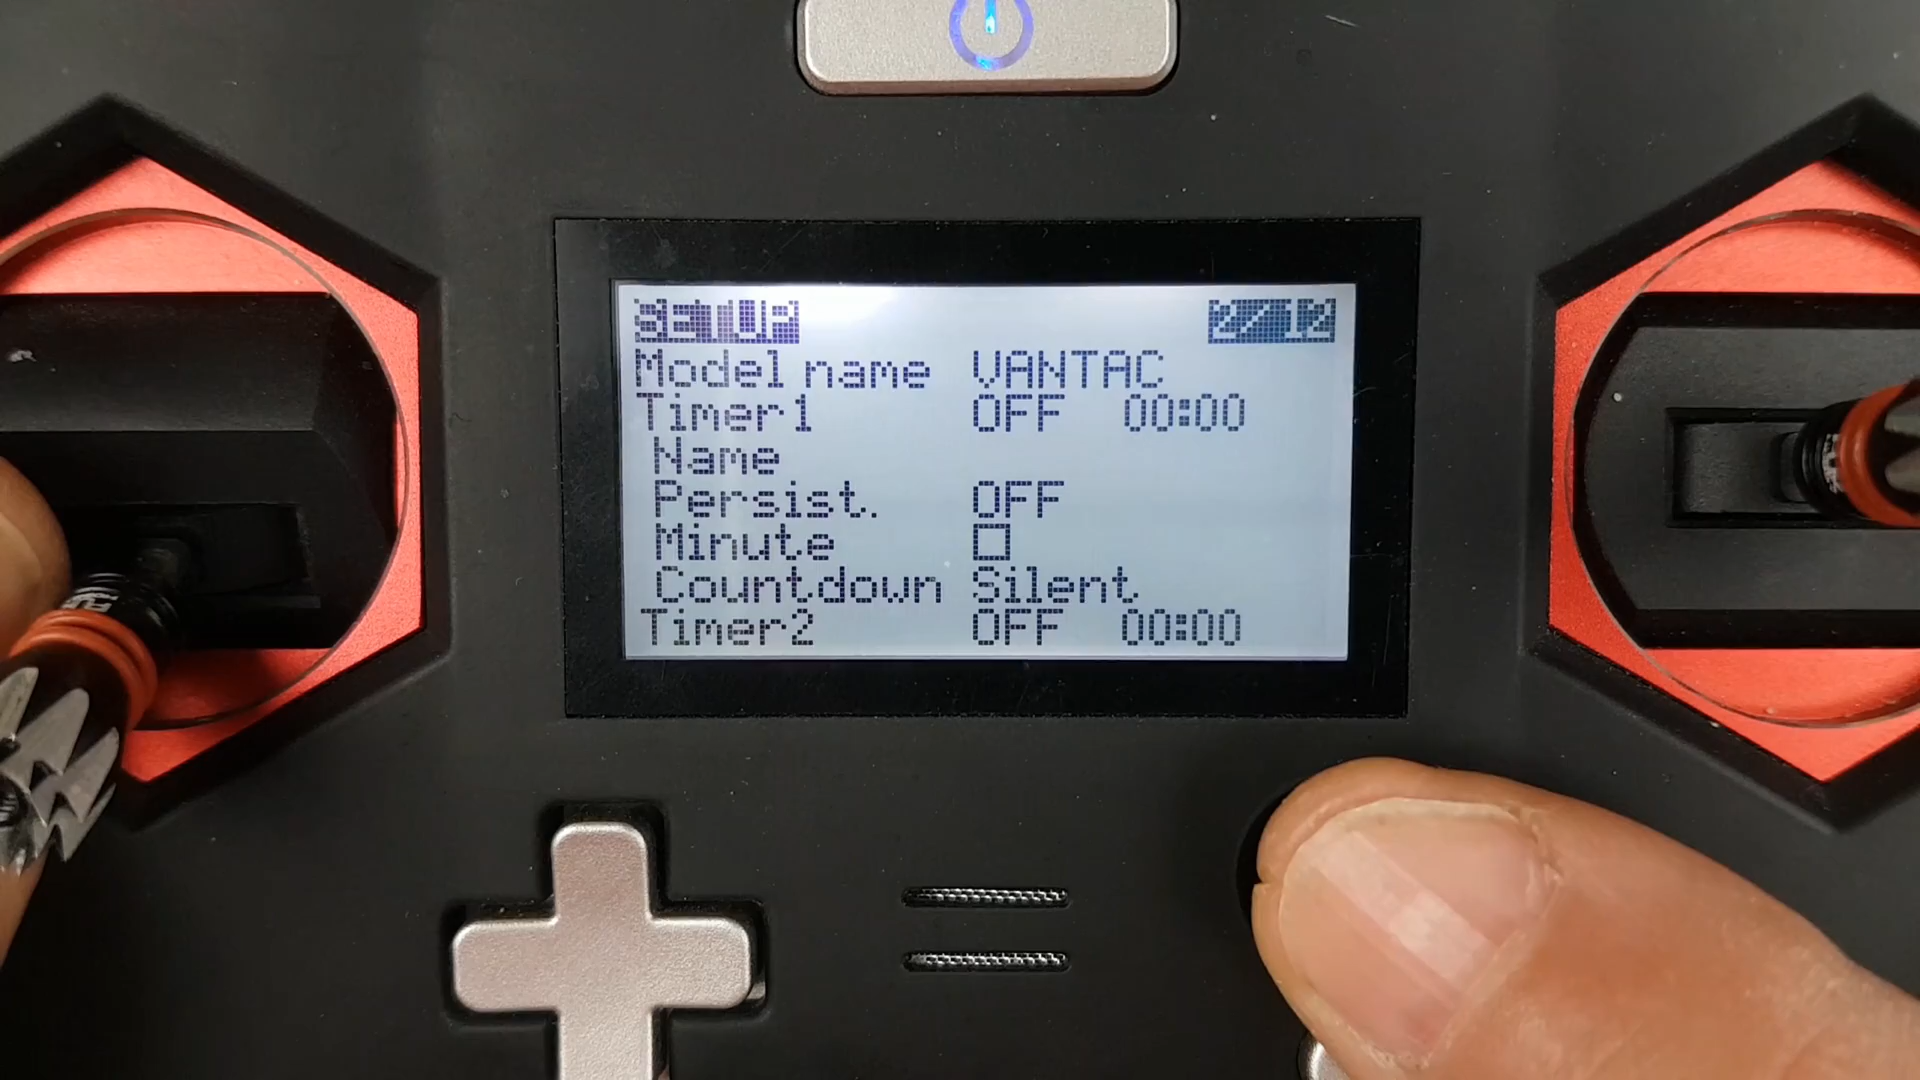 SETUP 2/12
Model name VANTAC
Timer1 OFF 00:00
Name
Persist. OFF
Minute
Countdown Silent
Timer2 OFF 00:00